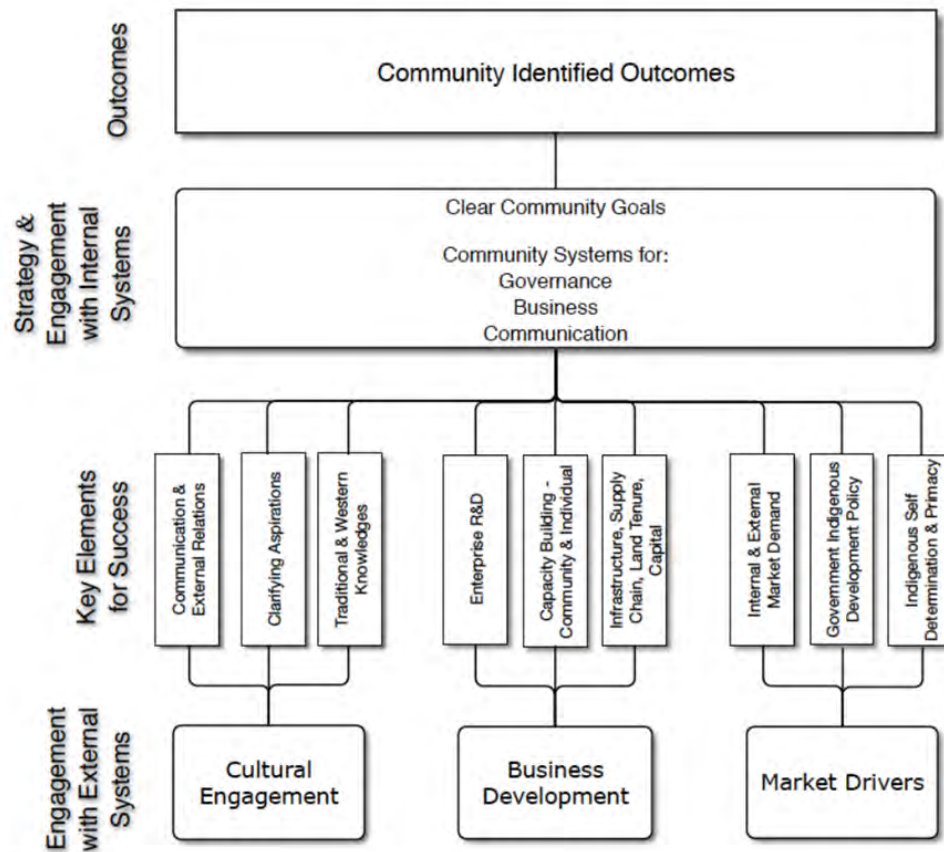 Outcomes
Community Identified Outcomes
Strategy &
Engagement
with Internal
Systems
Clear Community Goals
Community Systems for:
Governance
Business
Communication
Key Elements
for Success
Communication &
External Relations
Clarifying Aspirations
Traditional & Western
Knowledges
Enterprise R&D
Capacity Building -
Community & Individual
Infrastructure, Supply
Chain, Land Tenure,
Capital
Internal & External
Market Demand
Government Indigenous
Development Policy
Indigenous Self
Determination & Primacy
Engagement
with External
Systems
Cultural
Engagement
Business
Development
Market Drivers